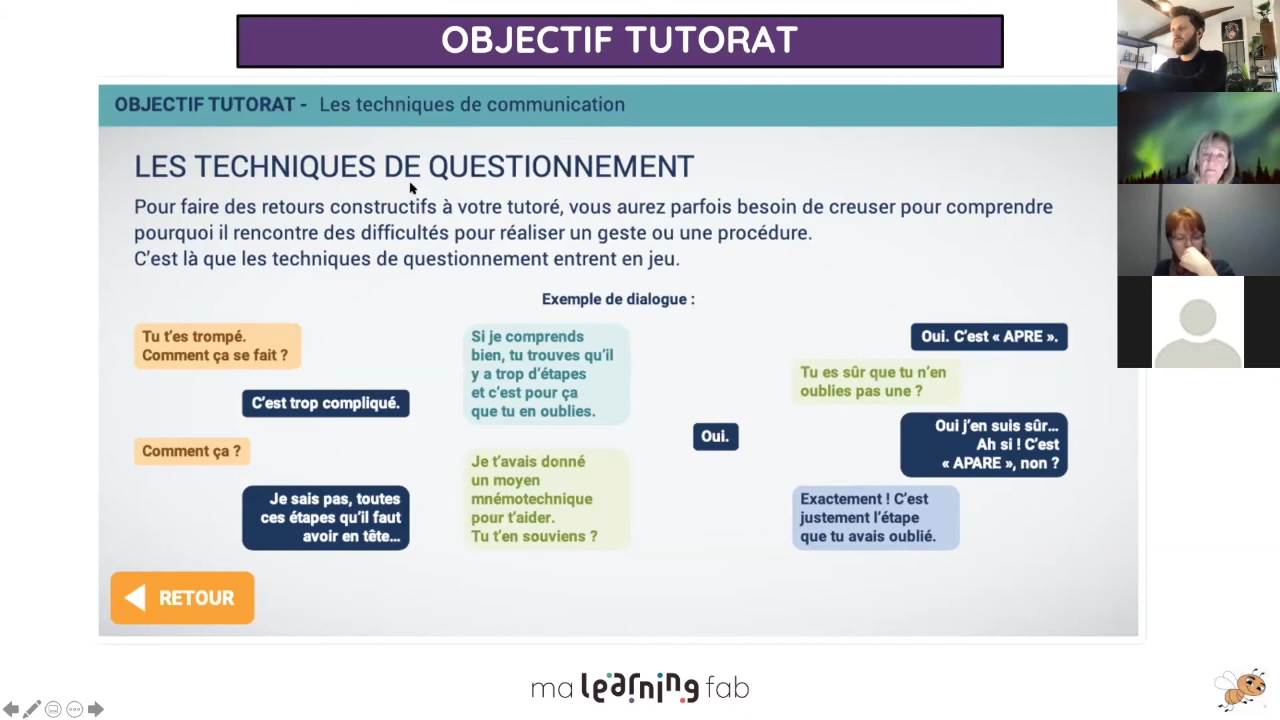 OBJECTIF TUTORAT
OBJECTIF TUTORAT - Les techniques de communication
LES TECHNIQUES DE QUESTIONNEMENT
Pour faire des retours constructifs à votre tutoré, vous aurez parfois besoin de creuser pour comprendre
pourquoi il rencontre des difficultés pour réaliser un geste ou une procédure.
C'est là que les techniques de questionnement entrent en jeu.
Exemple de dialogue :
Tu t'es trompé.
Comment ça se fait ?
C'est trop compliqué.
Comment ça ?
Je sais pas, toutes
ces étapes qu'il faut
avoir en tête...
Si je comprends
bien, tu trouves qu'il
y a trop d'étapes
et c'est pour ça
que tu en oublies.
Oui.
Je t'avais donné
un moyen
mnémotechnique
pour t'aider.
Tu t'en souviens ?
Oui. C'est « APRE ».
Tu es sûr que tu n'en
oublies pas une ?
Oui j'en suis sûr...
Ah si ! C'est
« APARE », non ?
Exactement ! C'est
justement l'étape
que tu avais oublié.
RETOUR
ma learning fab